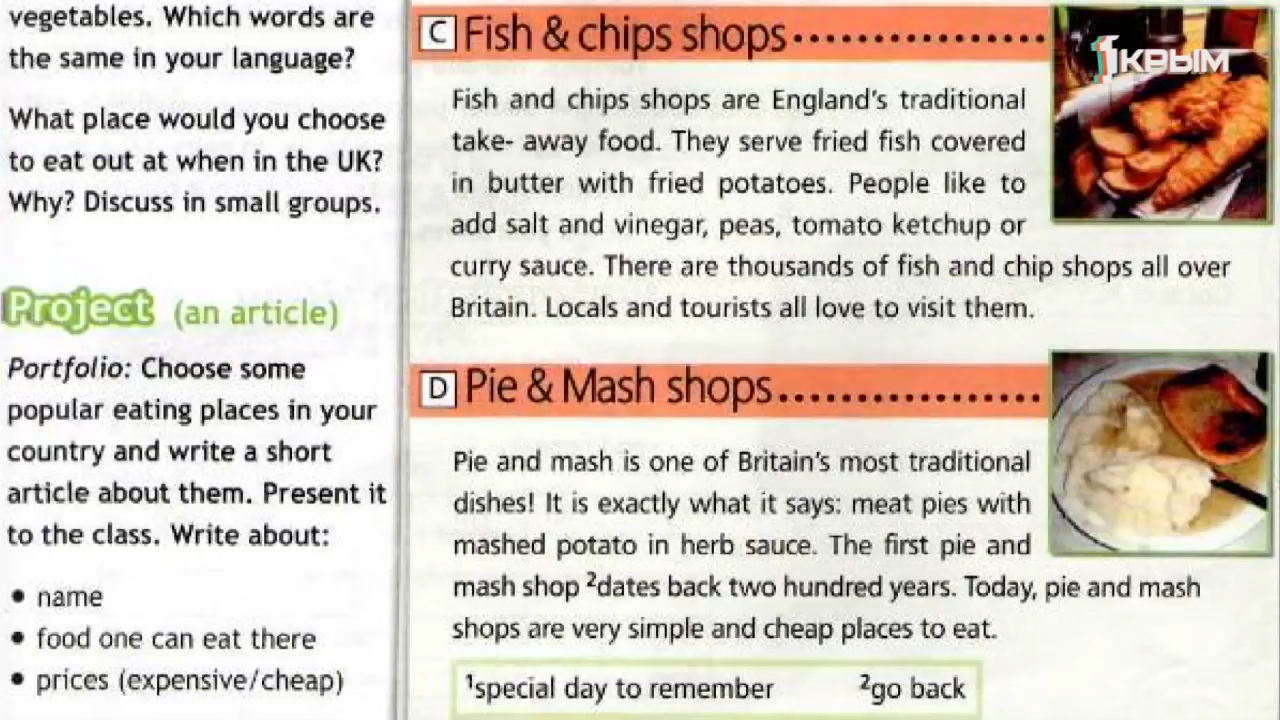 vegetables. Which words are
the same in your language?
What place would you choose
to eat out at when in the UK?
Why? Discuss in small groups.
Project (an article)
Portfolio: Choose some
popular eating places in your
country and write a short
article about them. Present it
to the class. Write about:
• name
• food one can eat there
• prices (expensive/cheap)
C Fish & chips shops
1КРЫМ
Fish and chips shops are England's traditional
take- away food. They serve fried fish covered
in butter with fried potatoes. People like to
add salt and vinegar, peas, tomato ketchup or
curry sauce. There are thousands of fish and chip shops all over
Britain. Locals and tourists all love to visit them.
D Pie & Mash shops
Pie and mash is one of Britain's most traditional
dishes! It is exactly what it says: meat pies with
mashed potato in herb sauce. The first pie and
mash shop ²dates back two hundred years. Today, pie and mash
shops are very simple and cheap places to eat.
¹special day to remember ²go back